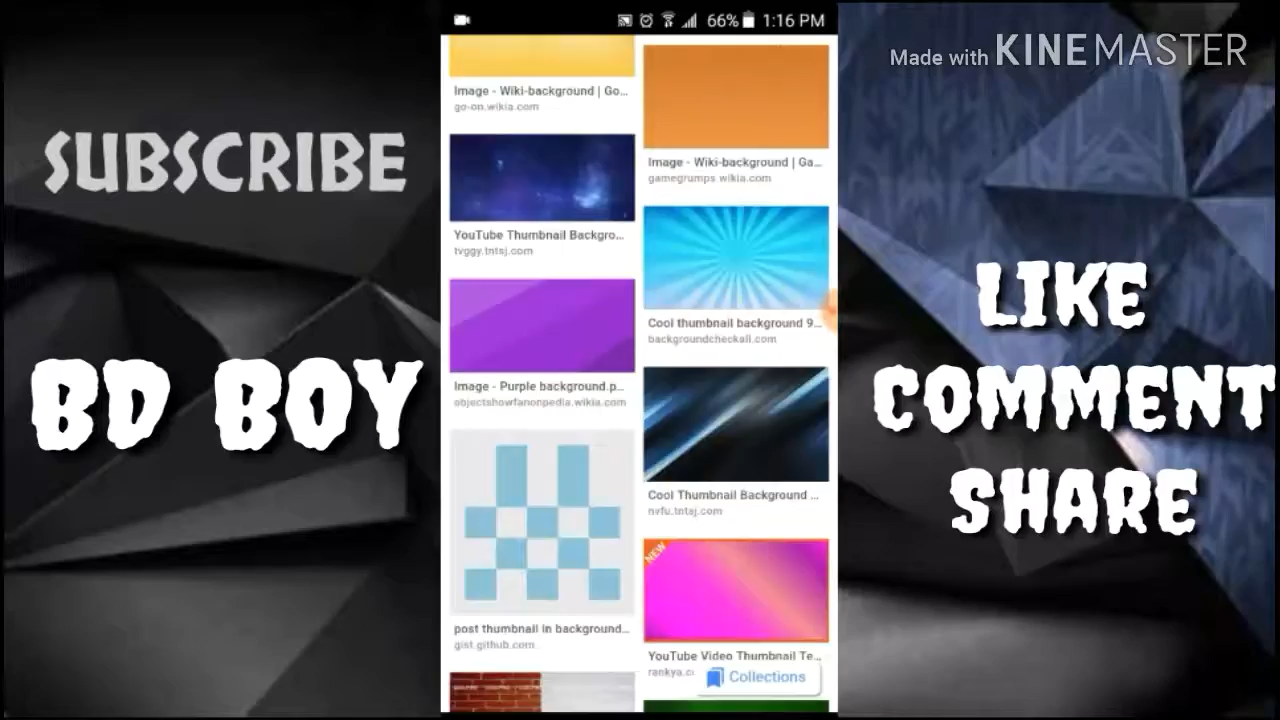 66% 1:16 PM
Made with KINEMASTER
SUBSCRIBE
BD BOY
LIKE
COMMENT
SHARE
Image - Wiki-background | Go...
go-on.wikia.com
YouTube Thumbnail Backgro...
tvggy.tntsj.com
Image - Purple background.p...
objectshowfanonpedia.wikia.com
post thumbnail in background...
gist.github.com
Image - Wiki-background | Ga...
gamegrumps.wikia.com
Cool thumbnail background 9...
backgroundcheckall.com
Cool Thumbnail Background ...
nvfu.tntsj.com
NEW
YouTube Video Thumbnail Te...
rankya.c
Collections